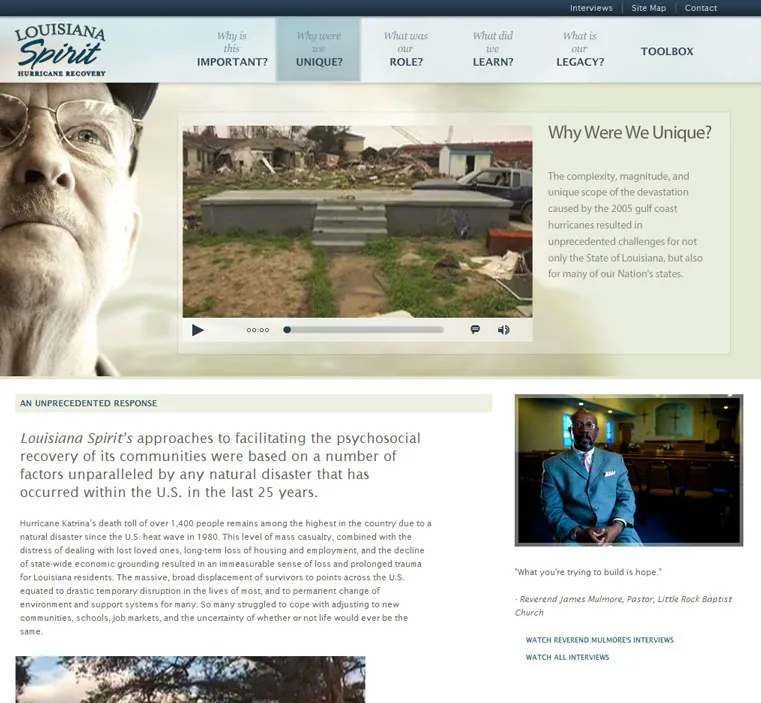 Interviews | Site Map | Contact
LOUISIANA
Spirit
HURRICANE RECOVERY
Why is
this
IMPORTANT?
Why were
we
UNIQUE?
What was
our
ROLE?
What did
we
LEARN?
What is
our
LEGACY?
TOOLBOX
Why Were We Unique?
The complexity, magnitude, and
unique scope of the devastation
caused by the 2005 gulf coast
hurricanes resulted in
unprecedented challenges for not
only the State of Louisiana, but also
for many of our Nation's states.
00:00
AN UNPRECEDENTED RESPONSE
Louisiana Spirit's approaches to facilitating the psychosocial
recovery of its communities were based on a number of
factors unparalleled by any natural disaster that has
occurred within the U.S. in the last 25 years.
Hurricane Katrina's death toll of over 1,400 people remains among the highest in the country due to a
natural disaster since the U.S. heat wave in 1980. This level of mass casualty, combined with the
distress of dealing with lost loved ones, long-term loss of housing and employment, and the decline
of state-wide economic grounding resulted in an immeasurable sense of loss and prolonged trauma
for Louisiana residents. The massive, broad displacement of survivors to points across the U.S.
equated to drastic temporary disruption in the lives of most, and to permanent change of
environment and support systems for many. So many struggled to cope with adjusting to new
communities, schools, job markets, and the uncertainty of whether or not life would ever be the
same.
"What you're trying to build is hope."
- Reverend James Mulmore, Pastor, Little Rock Baptist
Church
WATCH REVEREND MULMORE'S INTERVIEWS
WATCH ALL INTERVIEWS